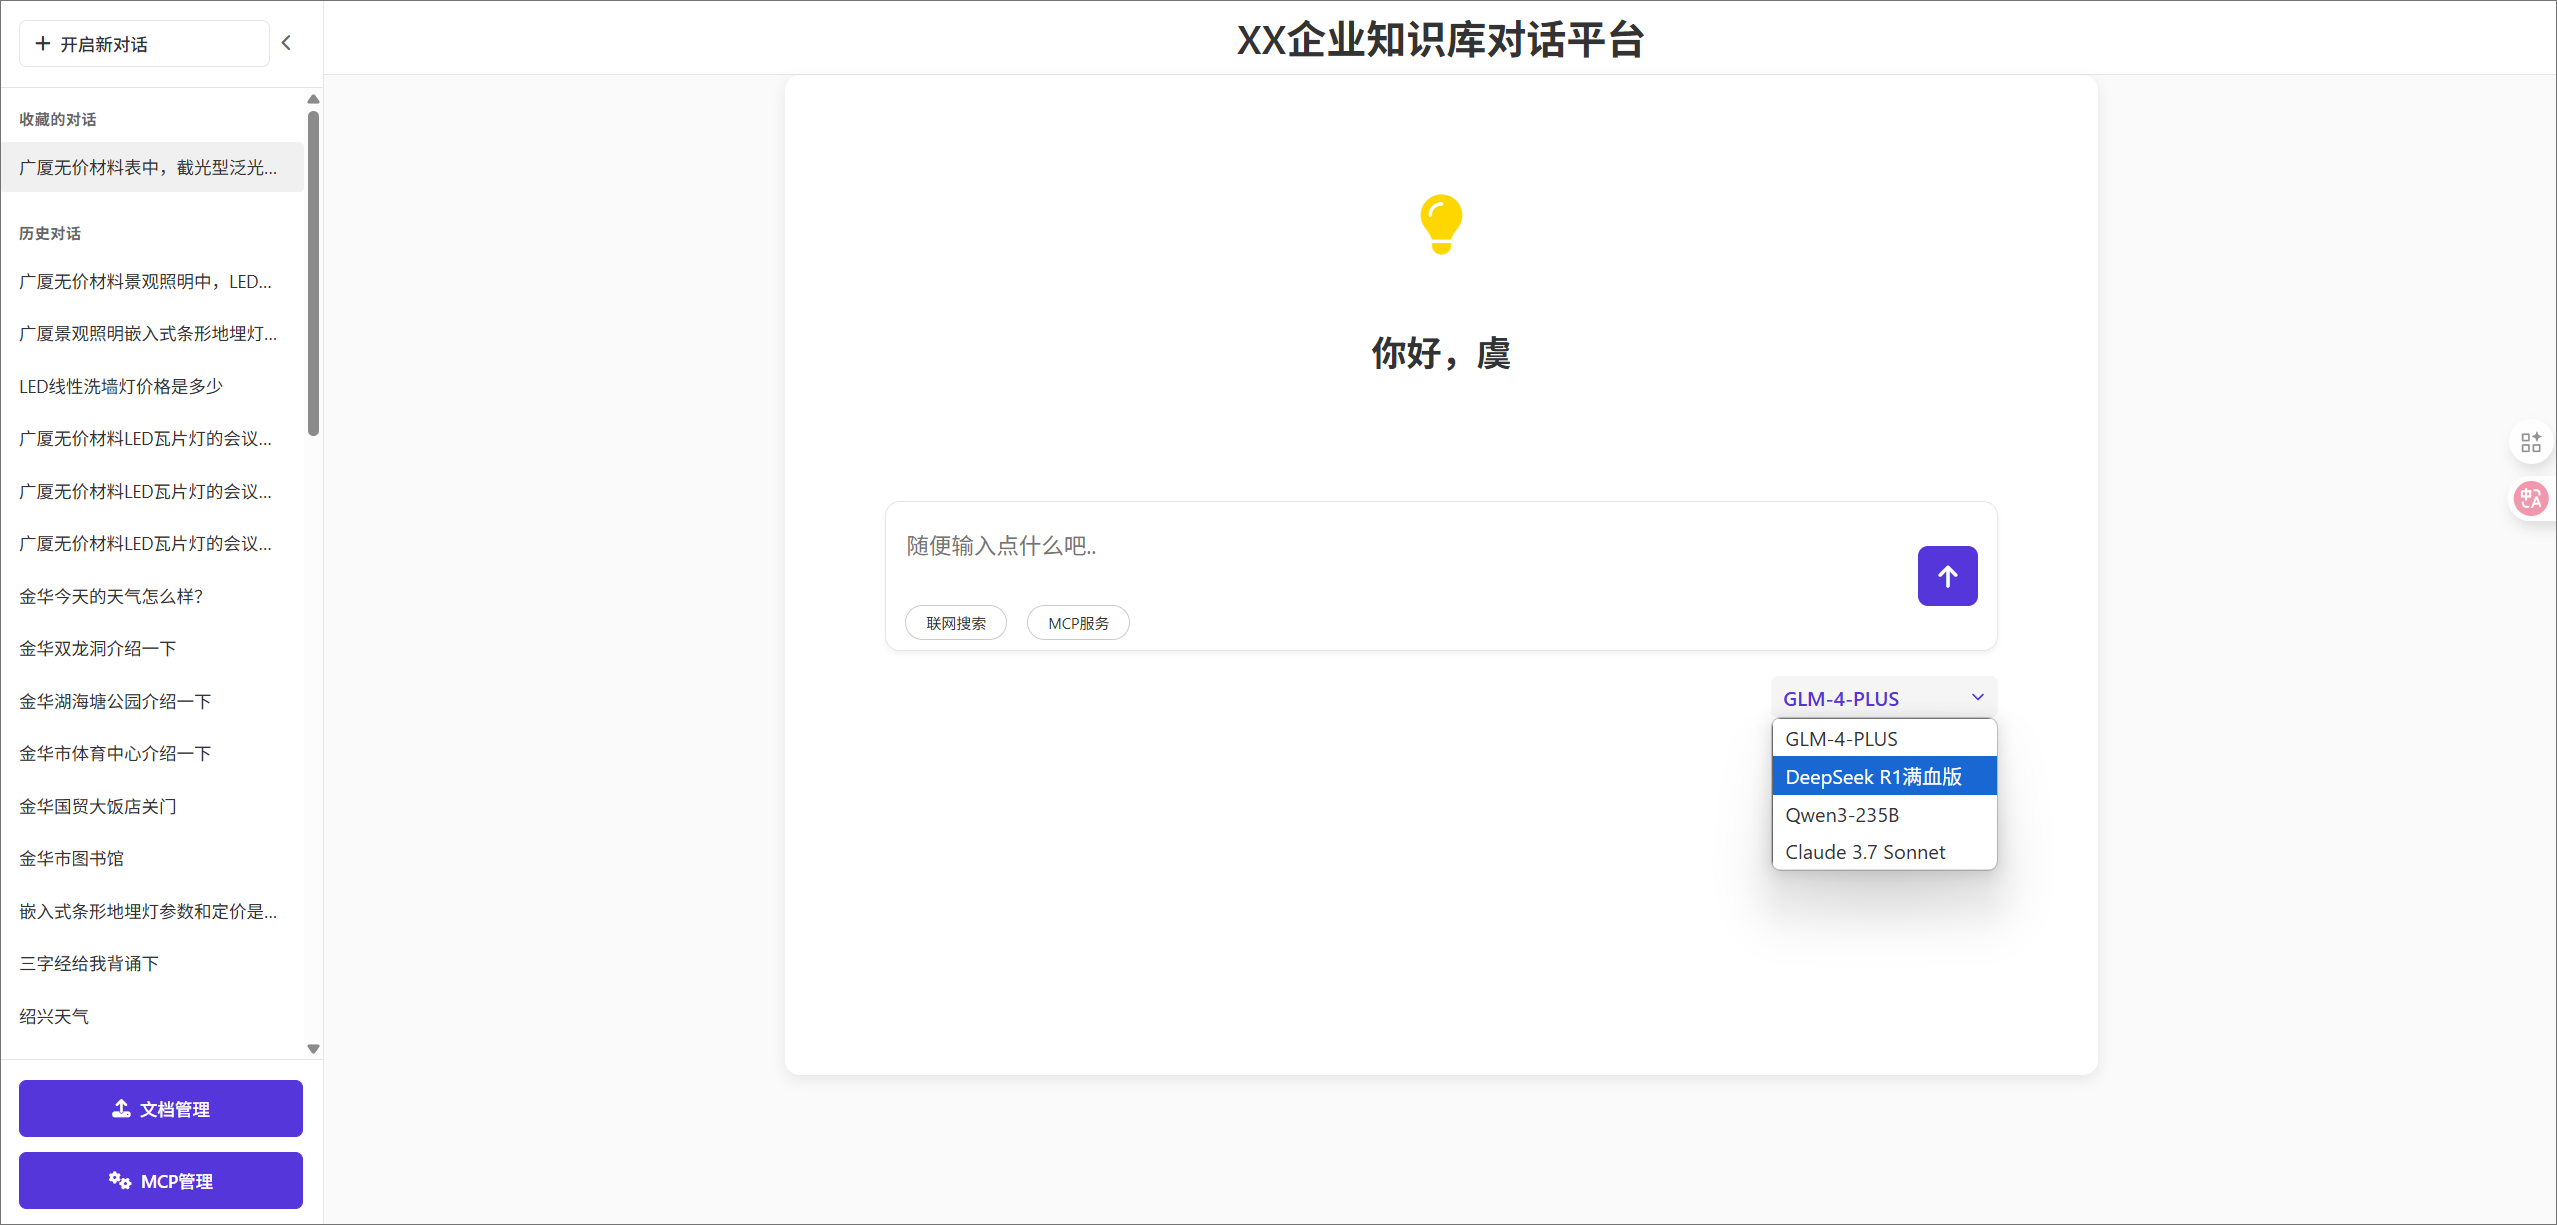 开启新对话
收藏的对话
广厦无价材料表中，截光型泛光...
历史对话
广厦无价材料景观照明中，LED...
广厦景观照明嵌入式条形地埋灯...
LED线性洗墙灯价格是多少
广厦无价材料LED瓦片灯的会议...
广厦无价材料LED瓦片灯的会议...
广厦无价材料LED瓦片灯的会议...
金华今天的天气怎么样？
金华双龙洞介绍一下
金华湖海塘公园介绍一下
金华市体育中心介绍一下
金华国贸大饭店关门
金华市图书馆
嵌入式条形地埋灯参数和定价是...
三字经给我背诵下
绍兴天气
文档管理
MCP管理
XX企业知识库对话平台
你好，虞
随便输入点什么吧..
联网搜索
MCP服务
GLM-4-PLUS
GLM-4-PLUS
DeepSeek R1满血版
Qwen3-235B
Claude 3.7 Sonnet
中A